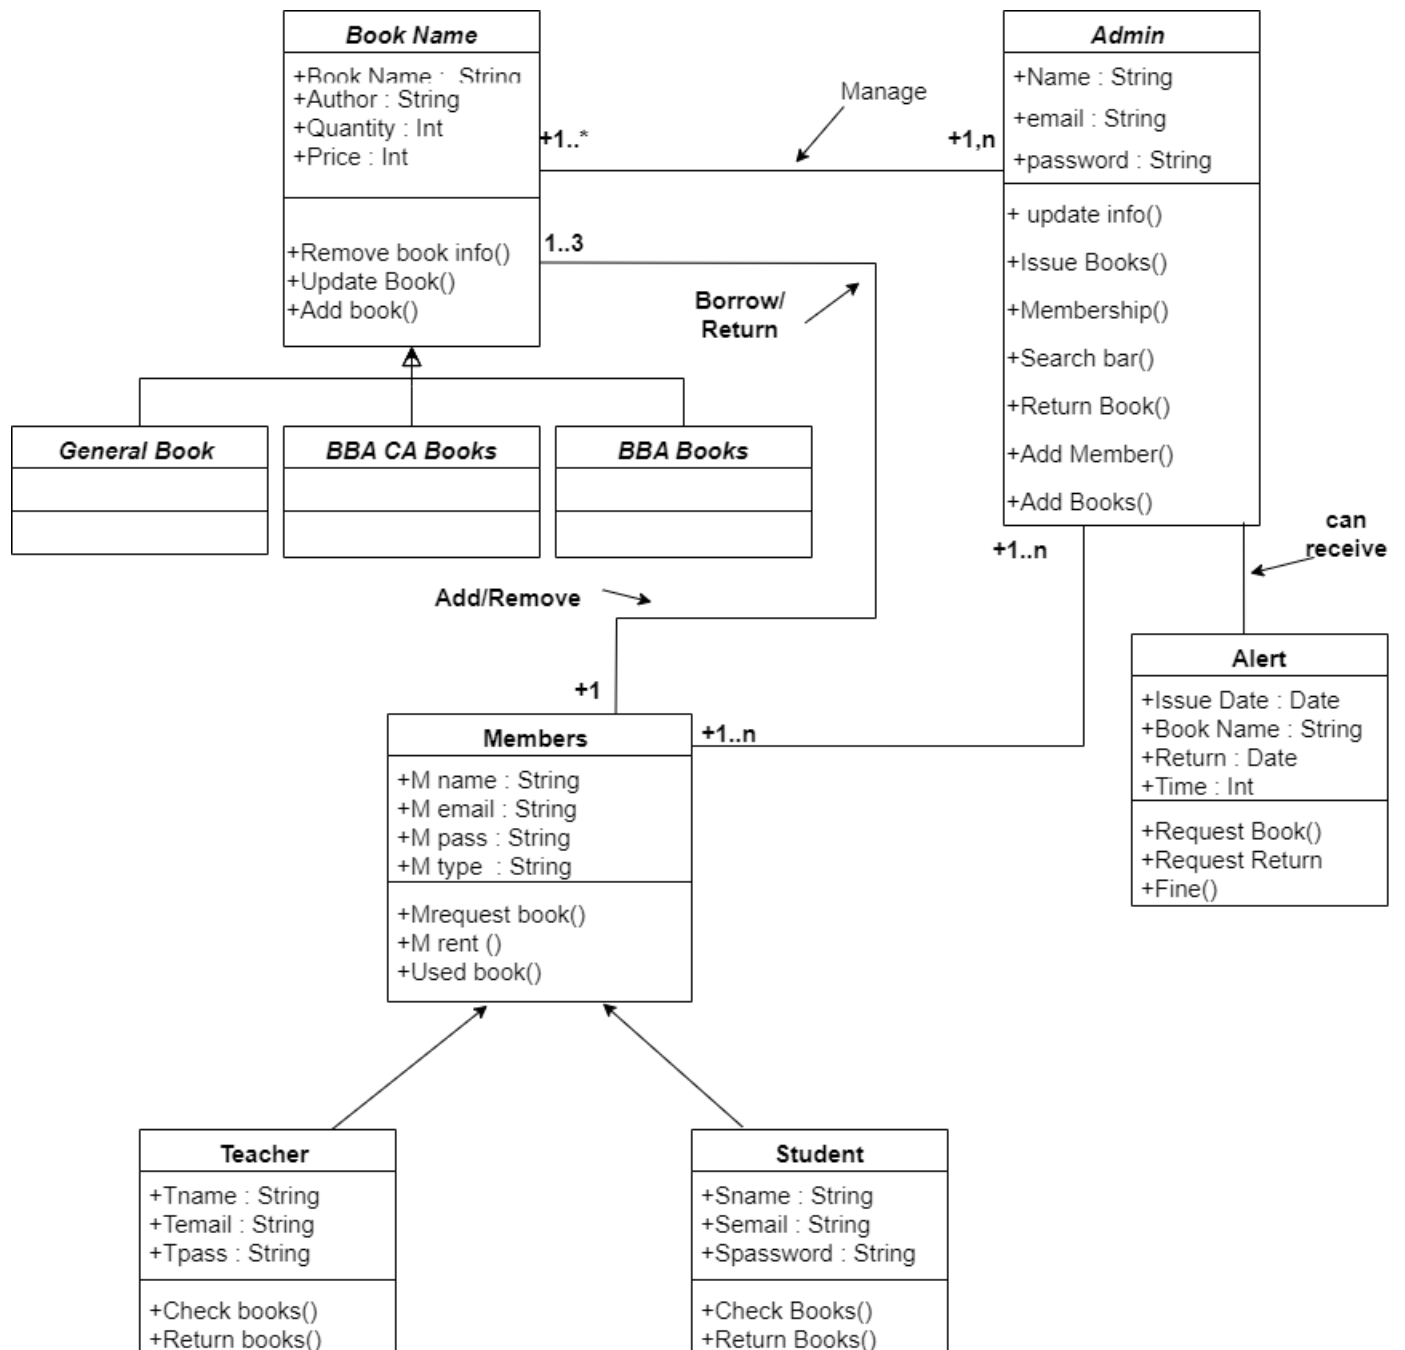 Book Name
+Book Name : String
+Author : String
+Quantity : Int
+Price : Int
+Remove book info()
+Update Book()
+Add book()
Admin
+Name : String
+email : String
+password : String
+ update info()
+Issue Books()
+Membership()
+Search bar()
+Return Book()
+Add Member()
+Add Books()
Manage
+1..*
+1,n
1..3
Borrow/
Return
General Book
BBA CA Books
BBA Books
+1..n
can
receive
Add/Remove
+1
+1..n
Alert
+Issue Date : Date
+Book Name : String
+Return : Date
+Time : Int
+Request Book()
+Request Return
+Fine()
Members
+M name : String
+M email : String
+M pass : String
+M type  : String
+Mrequest book()
+M rent ()
+Used book()
Teacher
+Tname : String
+Temail : String
+Tpass : String
+Check books()
+Return books()
Student
+Sname : String
+Semail : String
+Spassword : String
+Check Books()
+Return Books()